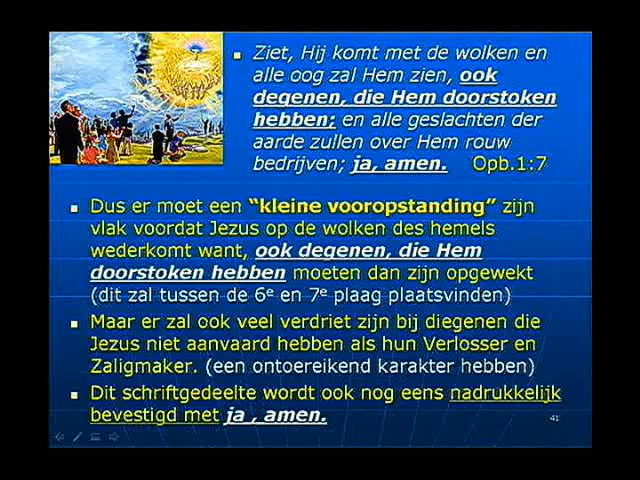 Ziet, Hij komt met de wolken en
alle oog zal Hem zien, ook
degenen, die Hem doorstoken
hebben; en alle geslachten der
aarde zullen over Hem rouw
bedrijven; ja, amen. Opb.1:7
Dus er moet een “kleine vooropstanding” zijn
vlak voordat Jezus op de wolken des hemels
wederkomt want, ook degenen, die Hem
doorstoken hebben moeten dan zijn opgewekt
(dit zal tussen de 6e en 7e plaag plaatsvinden)
Maar er zal ook veel verdriet zijn bij diegenen die
Jezus niet aanvaard hebben als hun Verlosser en
Zaligmaker. (een ontoereikend karakter hebben)
Dit schriftgedeelte wordt ook nog eens nadrukkelijk
bevestigd met ja , amen.
41